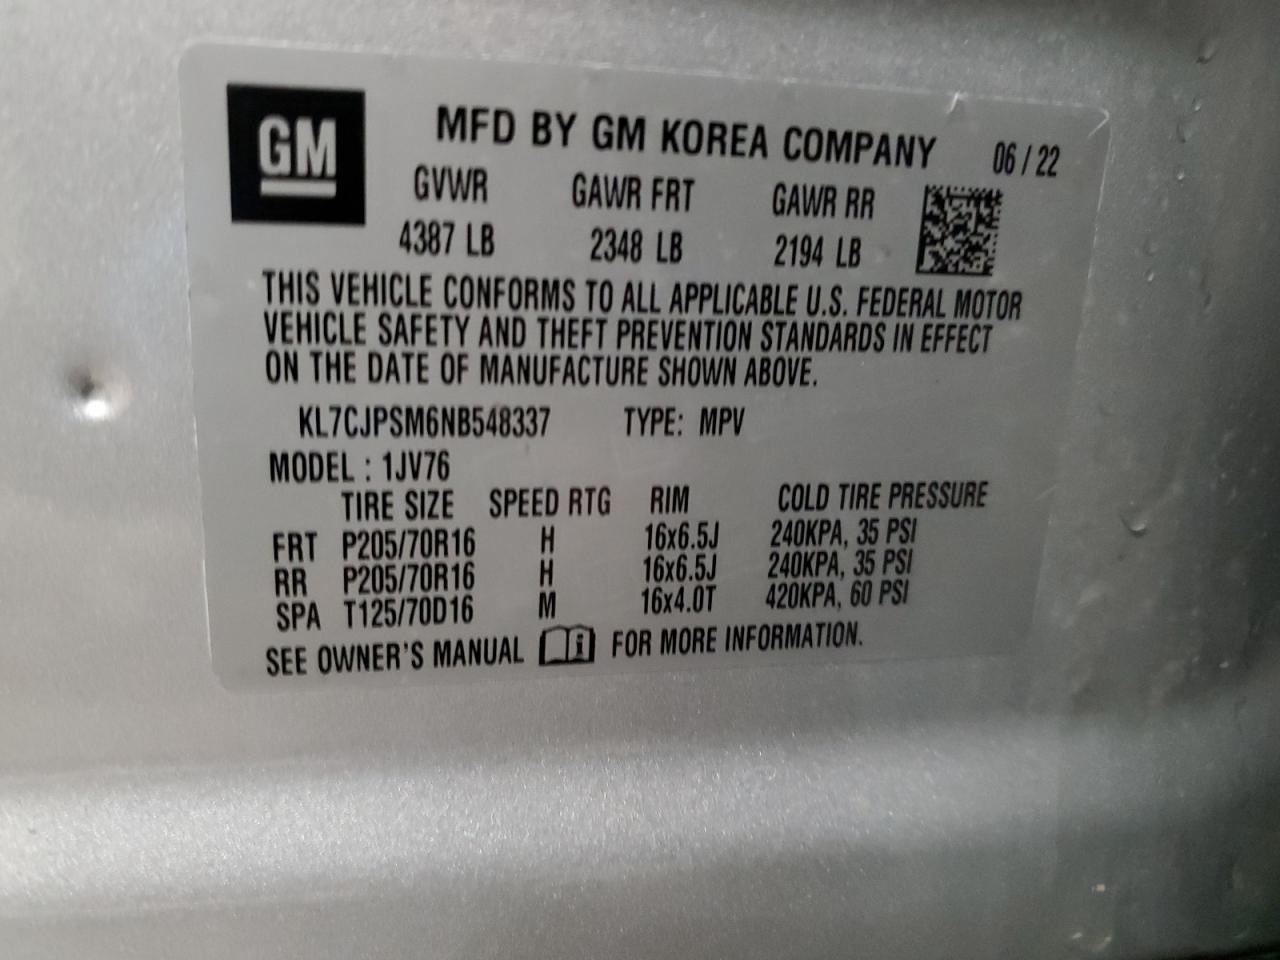 GM
MFD BY GM KOREA COMPANY 06 / 22
GVWR GAWR FRT GAWR RR
4387 LB 2348 LB 2194 LB
THIS VEHICLE CONFORMS TO ALL APPLICABLE U.S. FEDERAL MOTOR
VEHICLE SAFETY AND THEFT PREVENTION STANDARDS IN EFFECT
ON THE DATE OF MANUFACTURE SHOWN ABOVE.
KL7CJPSM6NB548337 TYPE: MPV
MODEL : 1JV76
TIRE SIZE SPEED RTG RIM COLD TIRE PRESSURE
FRT P205/70R16 H 16x6.5J 240KPA, 35 PSI
RR P205/70R16 H 16x6.5J 240KPA, 35 PSI
SPA T125/70D16 M 16x4.0T 420KPA, 60 PSI
SEE OWNER'S MANUAL i FOR MORE INFORMATION.